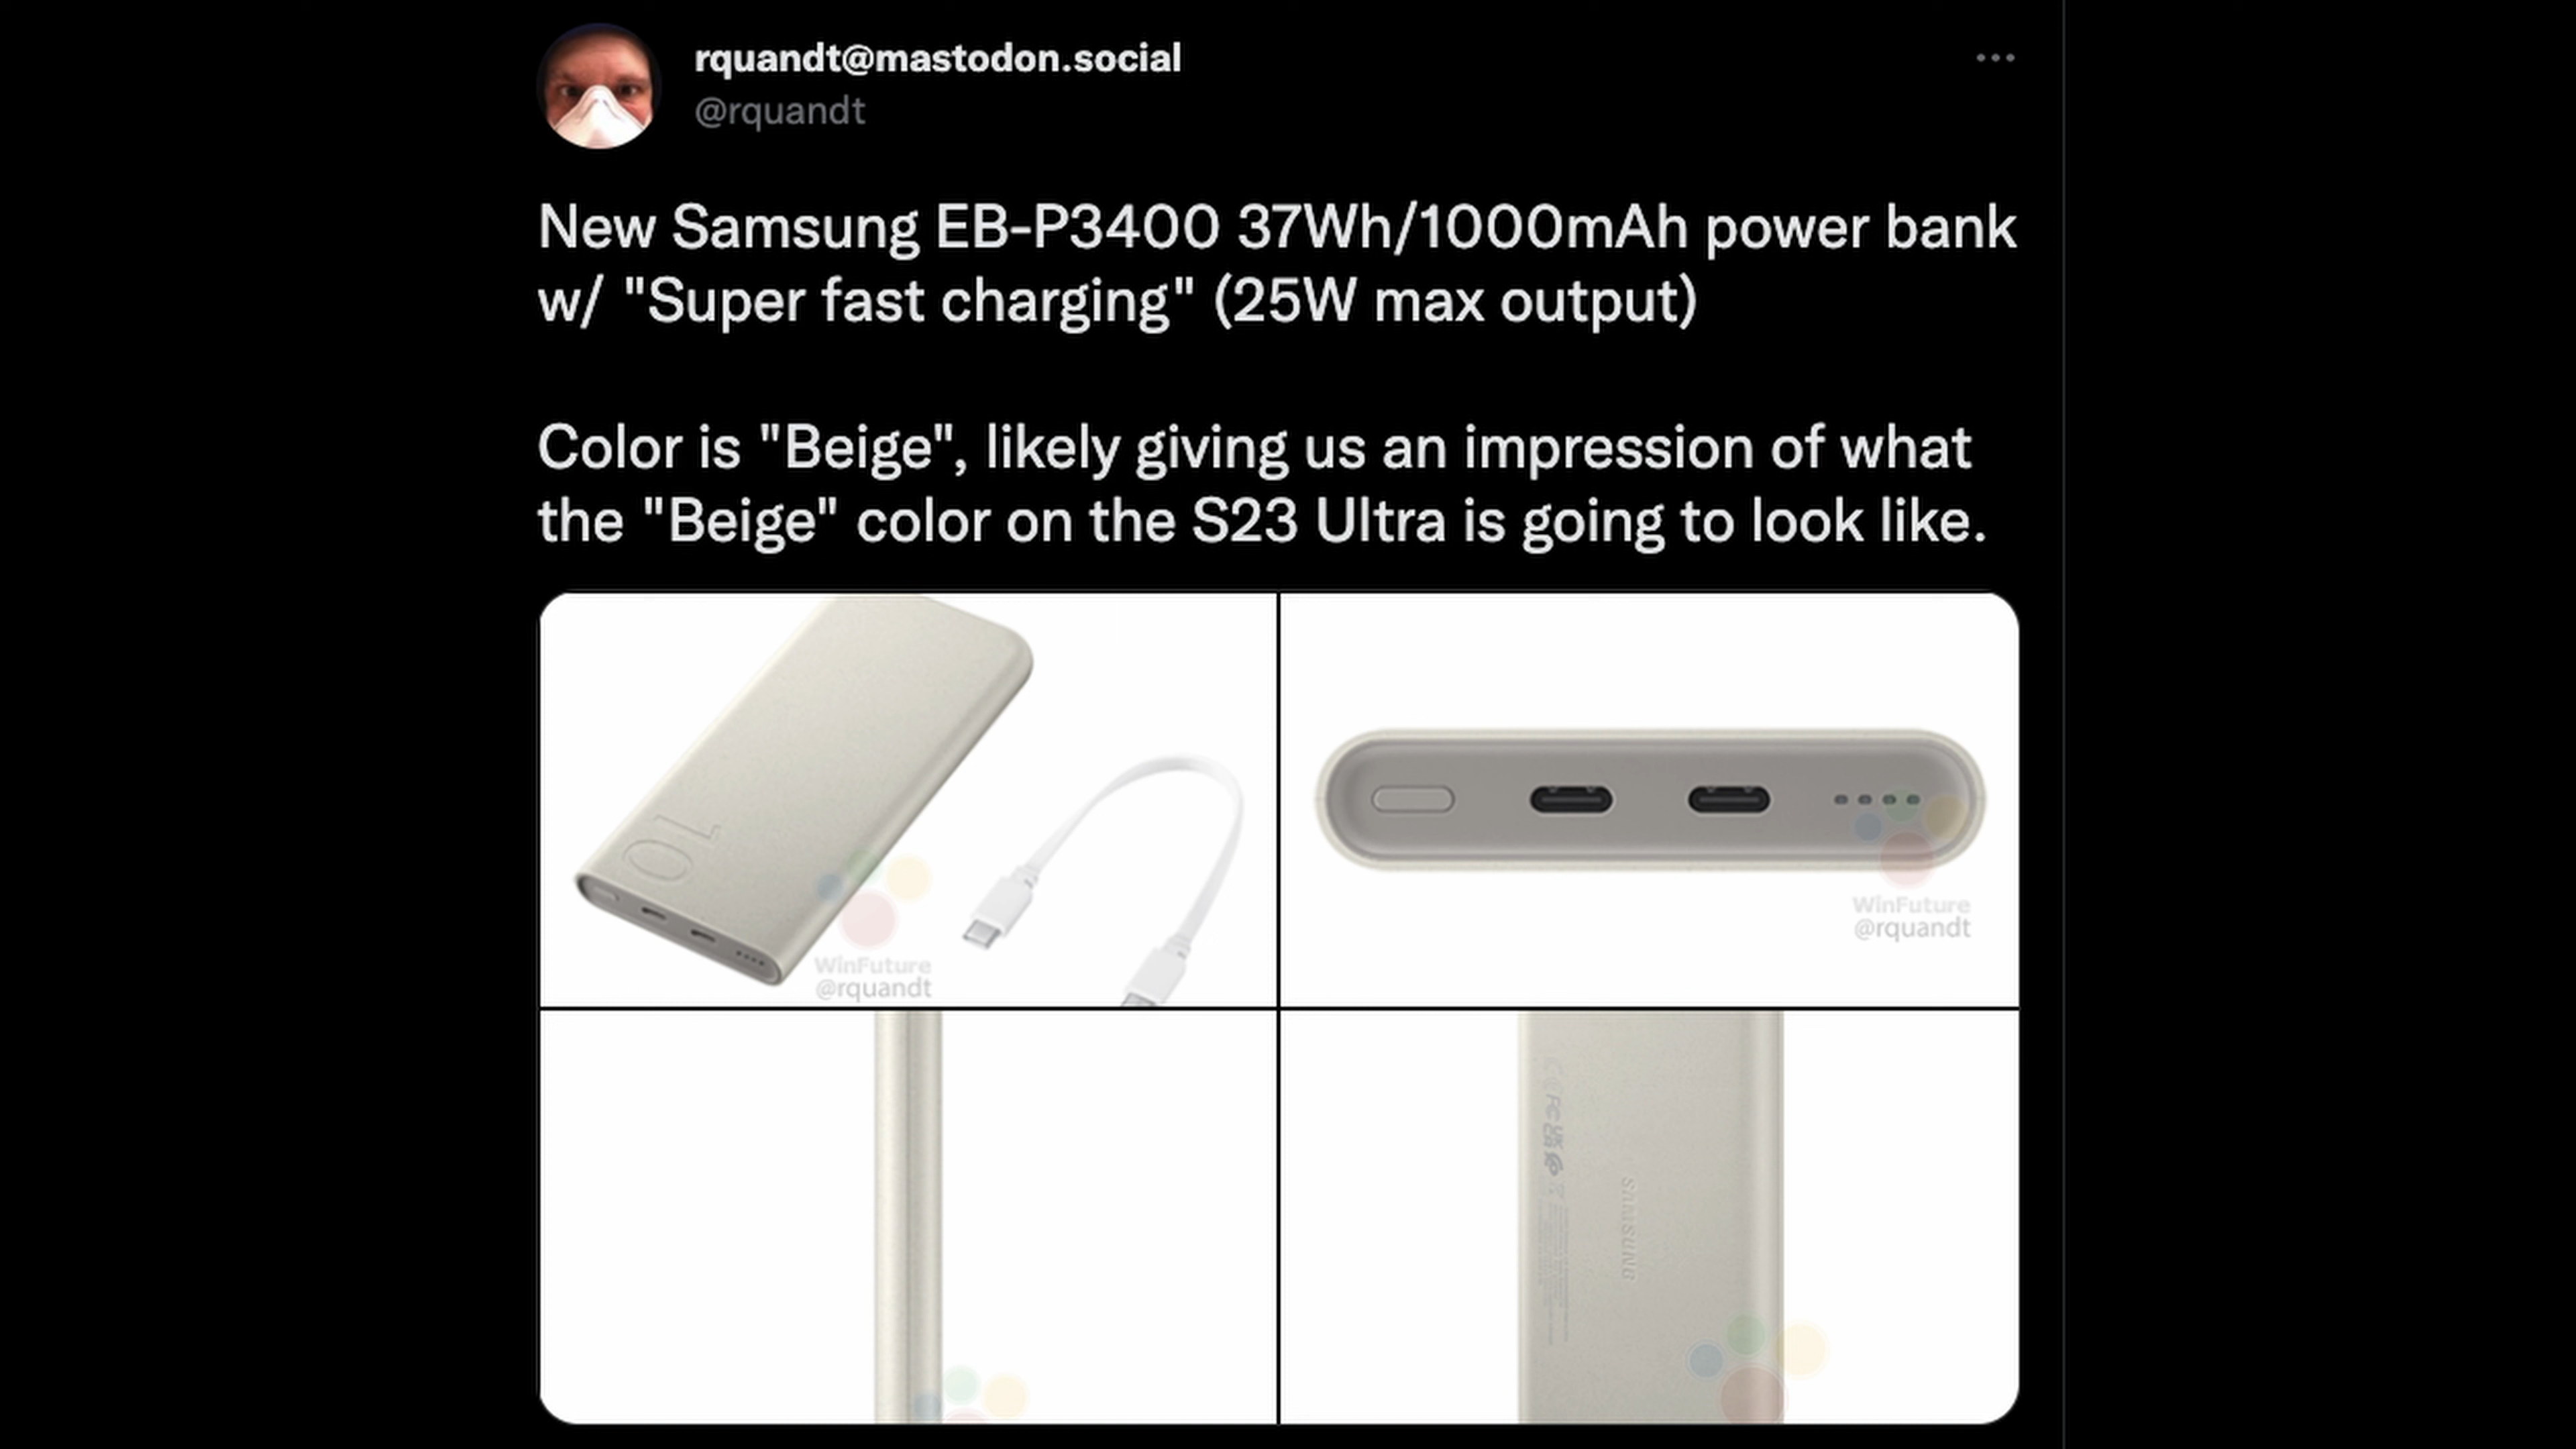 rquandt@mastodon.social
@rquandt
New Samsung EB-P3400 37Wh/1000mAh power bank
w/ "Super fast charging" (25W max output)
Color is "Beige", likely giving us an impression of what
the "Beige" color on the S23 Ultra is going to look like.
10
WinFuture
@rquandt
WinFuture
@rquandt
SAMSUNG